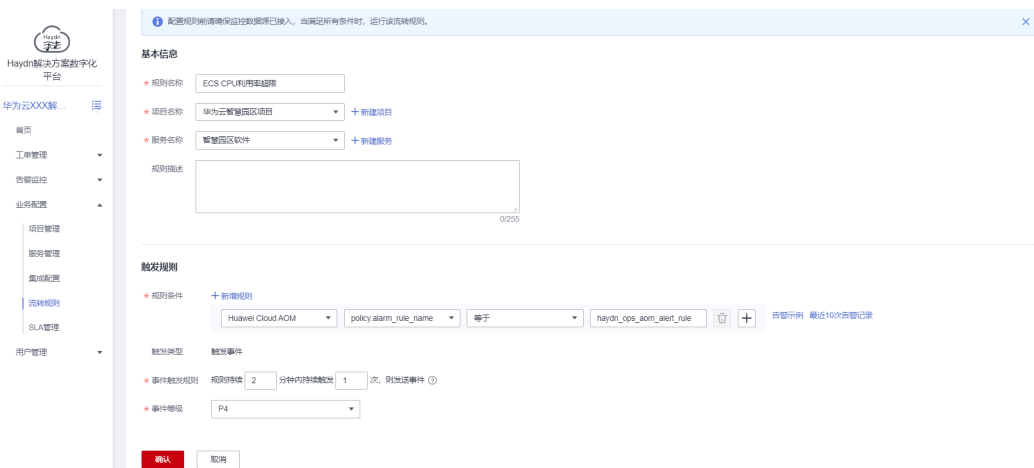 配置规则前请确保监控数据源已接入，当满足所有条件时，运行该流转规则。
Haydn
Haydn解决方案数字化
平台
华为云XXX解...
首页
工单管理
告警监控
业务配置
项目管理
服务管理
集成配置
流转规则
SLA管理
用户管理
基本信息
* 规则名称 ECS CPU利用率超限
* 项目名称 华为云智慧园区项目 + 新建项目
* 服务名称 智慧园区软件 + 新建服务
规则描述
0/255
触发规则
* 规则条件 + 新增规则
Huawei Cloud AOM policy.alarm_rule_name 等于 haydn_ops_aom_alert_rule 告警示例 最近10次告警记录
触发类型 触发事件
* 事件触发规则 规则持续 2 分钟内持续触发 1 次，则发送事件 ?
* 事件等级 P4
确认 取消